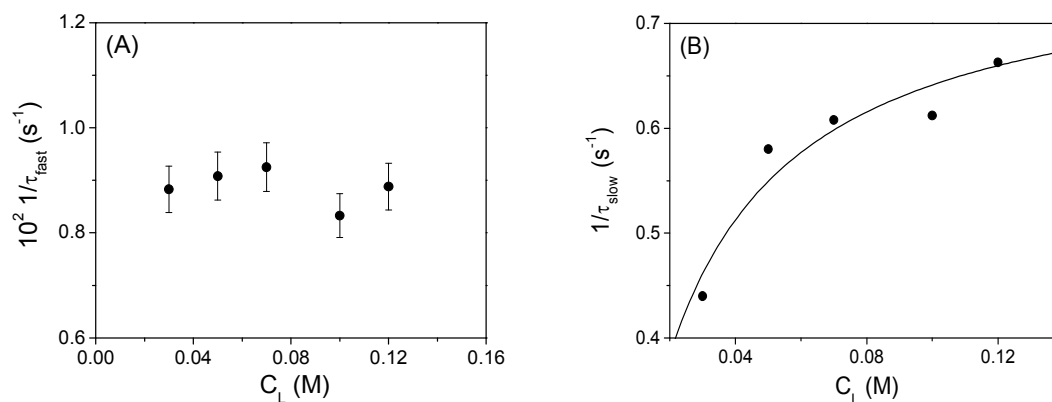 (A)
10² 1/τfast (s⁻¹)
1.2
1.0
0.8
0.6
0.00 0.04 0.08 0.12 0.16
C_L (M)
(B)
1/τslow (s⁻¹)
0.7
0.6
0.5
0.4
0.04 0.08 0.12
C_L (M)